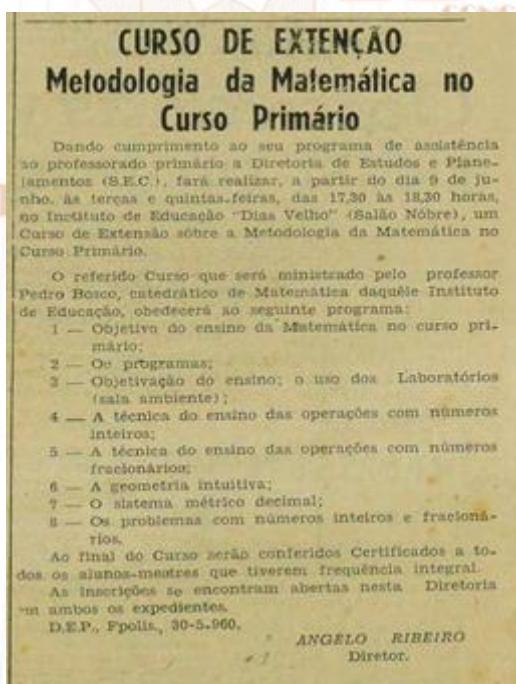 CURSO DE EXTENÇÃO
Metodologia da Matemática no
Curso Primário
Dando cumprimento ao seu programa de assistência
ao professorado primário a Diretoria de Estudos e Plane-
jamentos (S.E.C.), fará realizar, a partir do dia 9 de ju-
nho, às terças e quintas-feiras, das 17,30 às 18,30 horas,
no Instituto de Educação "Dias Velho" (Salão Nóbre), um
Curso de Extensão sôbre a Metodologia da Matemática no
Curso Primário.
O referido Curso que será ministrado pelo professor
Pedro Bosco, catedrático de Matemática daquêle Instituto
de Educação, obedecerá ao seguinte programa:
1 — Objetivo do ensino da Matemática no curso pri-
mário;
2 — Os programas;
3 — Objetivação do ensino; o uso dos Laboratórios
(sala ambiente);
4 — A técnica do ensino das operações com números
inteiros;
5 — A técnica do ensino das operações com números
fracionários;
6 — A geometria intuitiva;
7 — O sistema métrico decimal;
8 — Os problemas com números inteiros e fracioná-
rios.
Ao final do Curso serão conferidos Certificados a to-
dos os alunos-mestres que tiverem frequência integral.
As inscrições se encontram abertas nesta Diretoria
em ambos os expedientes.
D.E.P., Fpolis., 30-5-960.
ANGELO RIBEIRO
Diretor.